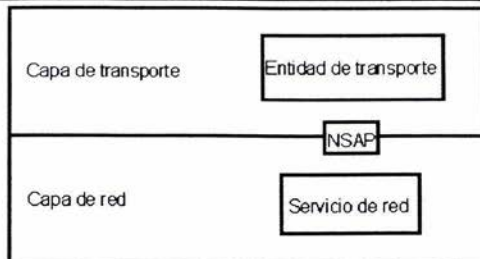 Capa de transporte
Entidad de transporte
NSAP
Capa de red
Servicio de red